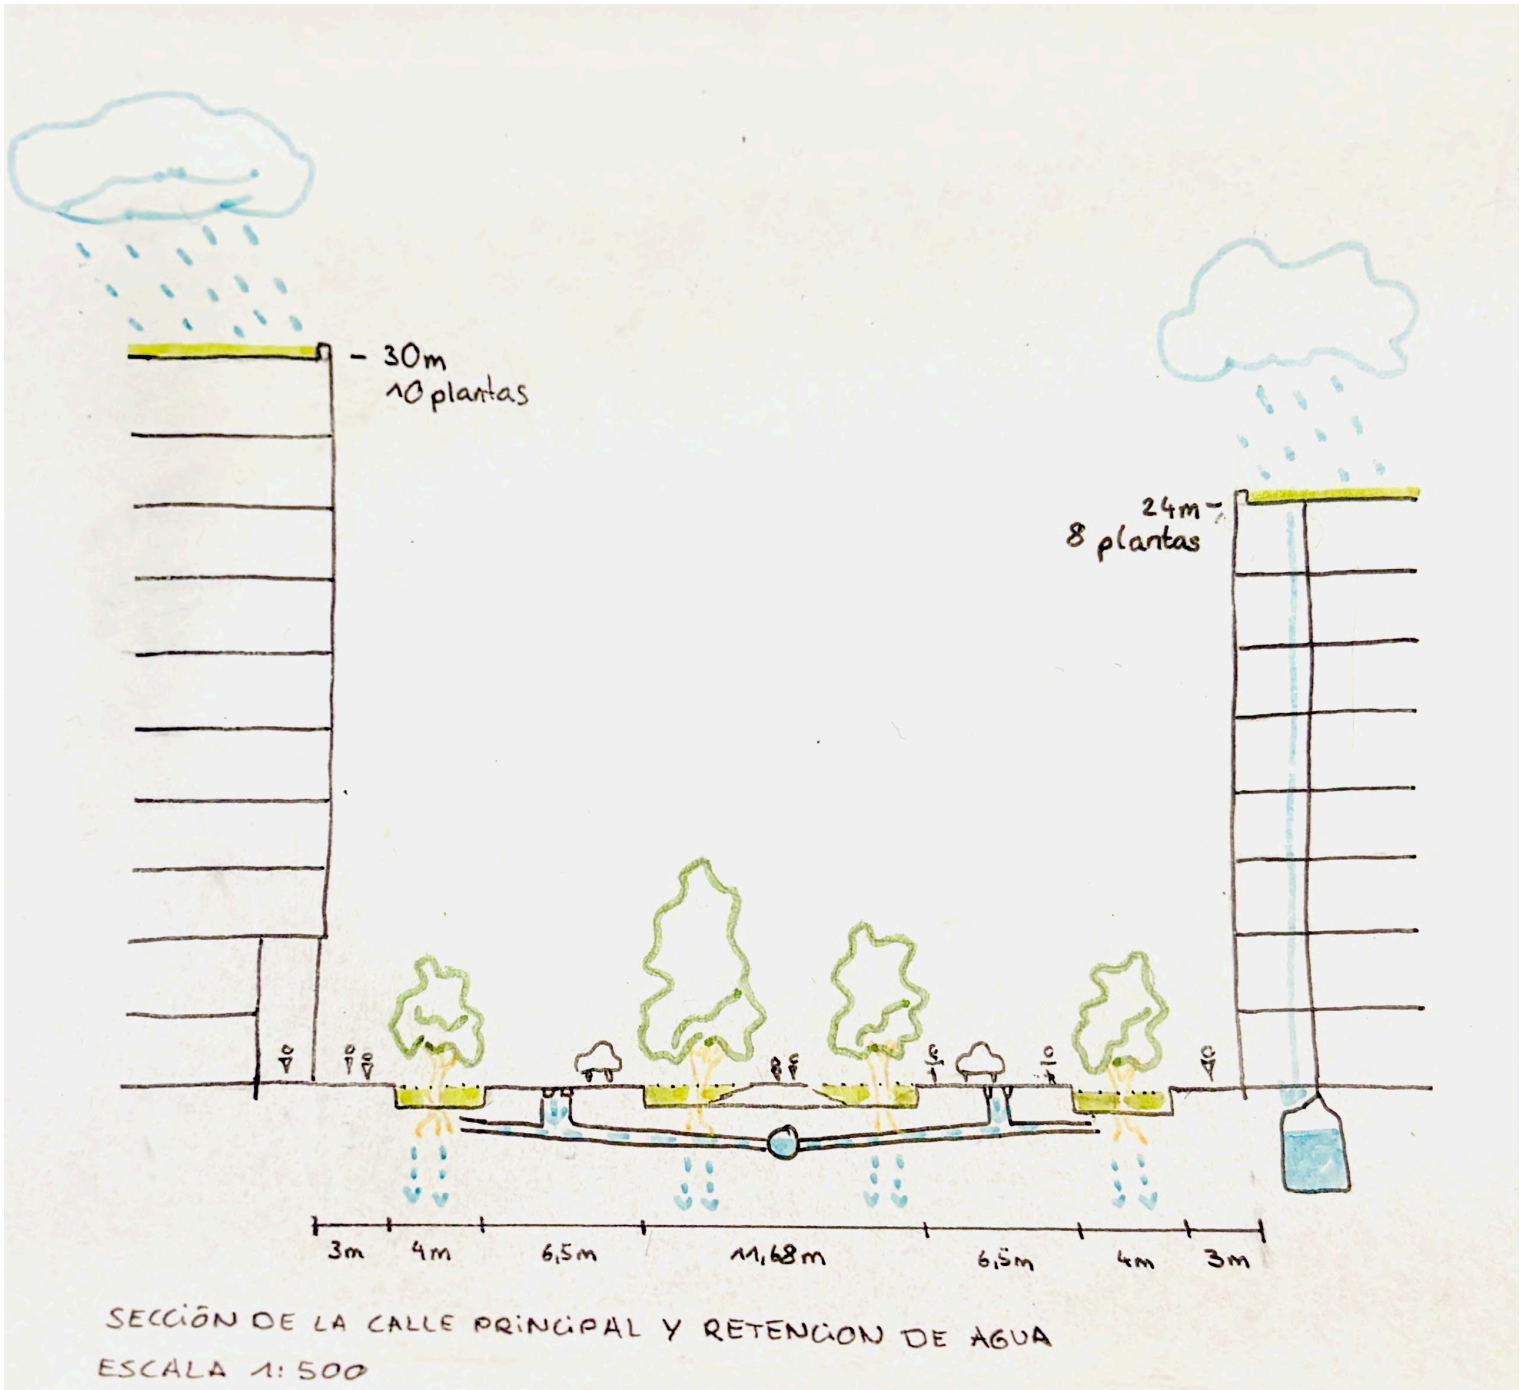 - 30m
10 plantas
24m -
8 plantas
3m 4m 6,5m 11,68m 6,5m 4m 3m
SECCIÓN DE LA CALLE PRINCIPAL Y RETENCION DE AGUA
ESCALA 1:500